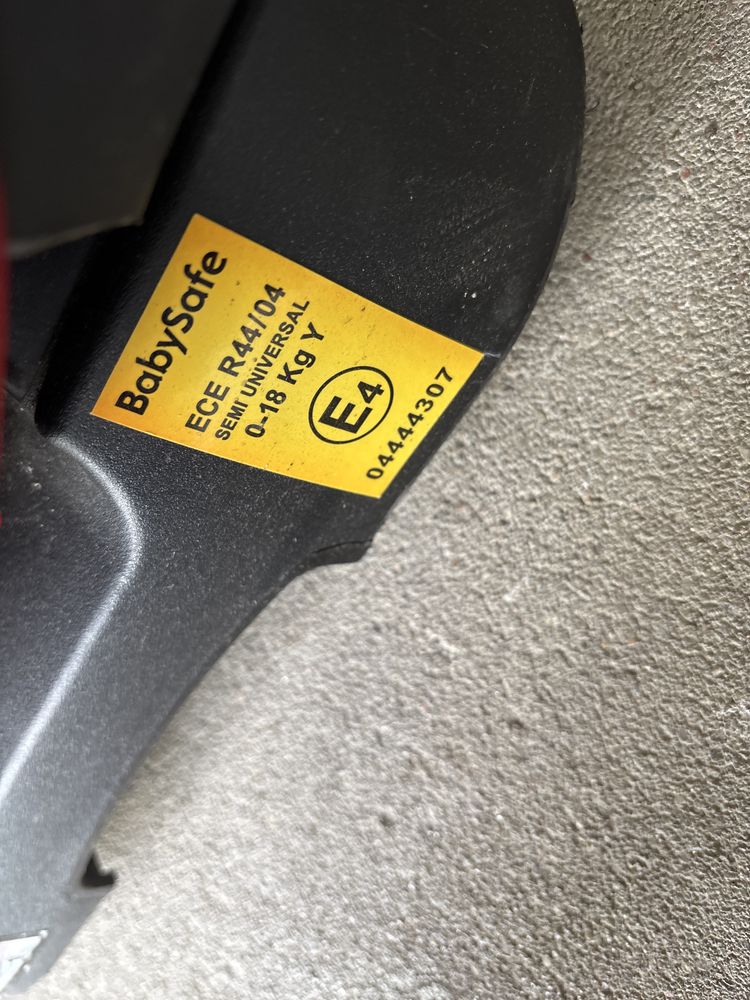 BabySafe
ECE R44/04
SEMI UNIVERSAL
0-18 Kg Y
E4
04444307